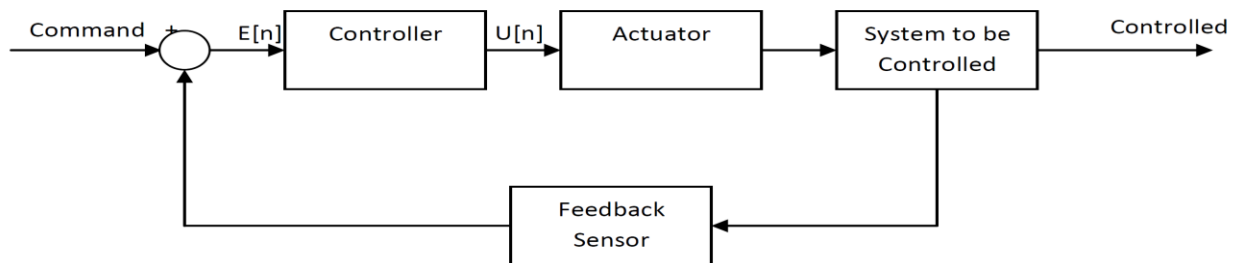 Command
+
E[n]
Controller
U[n]
Actuator
System to be
Controlled
Controlled
Feedback
Sensor